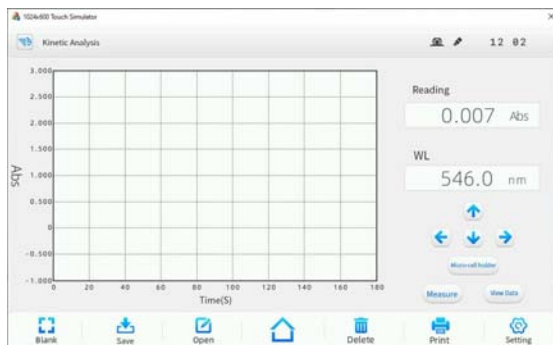 1024x600 Touch Simulator
Kinetic Analysis
12 02
3.000
2.500
2.000
1.500
1.000
0.500
0
-0.500
-1.000
Abs
0 20 40 60 80 100 120 140 160 180
Time(S)
Reading
0.007 Abs
WL
546.0 nm
Micro-cell holder
Measure View Data
Blank Save Open Delete Print Setting